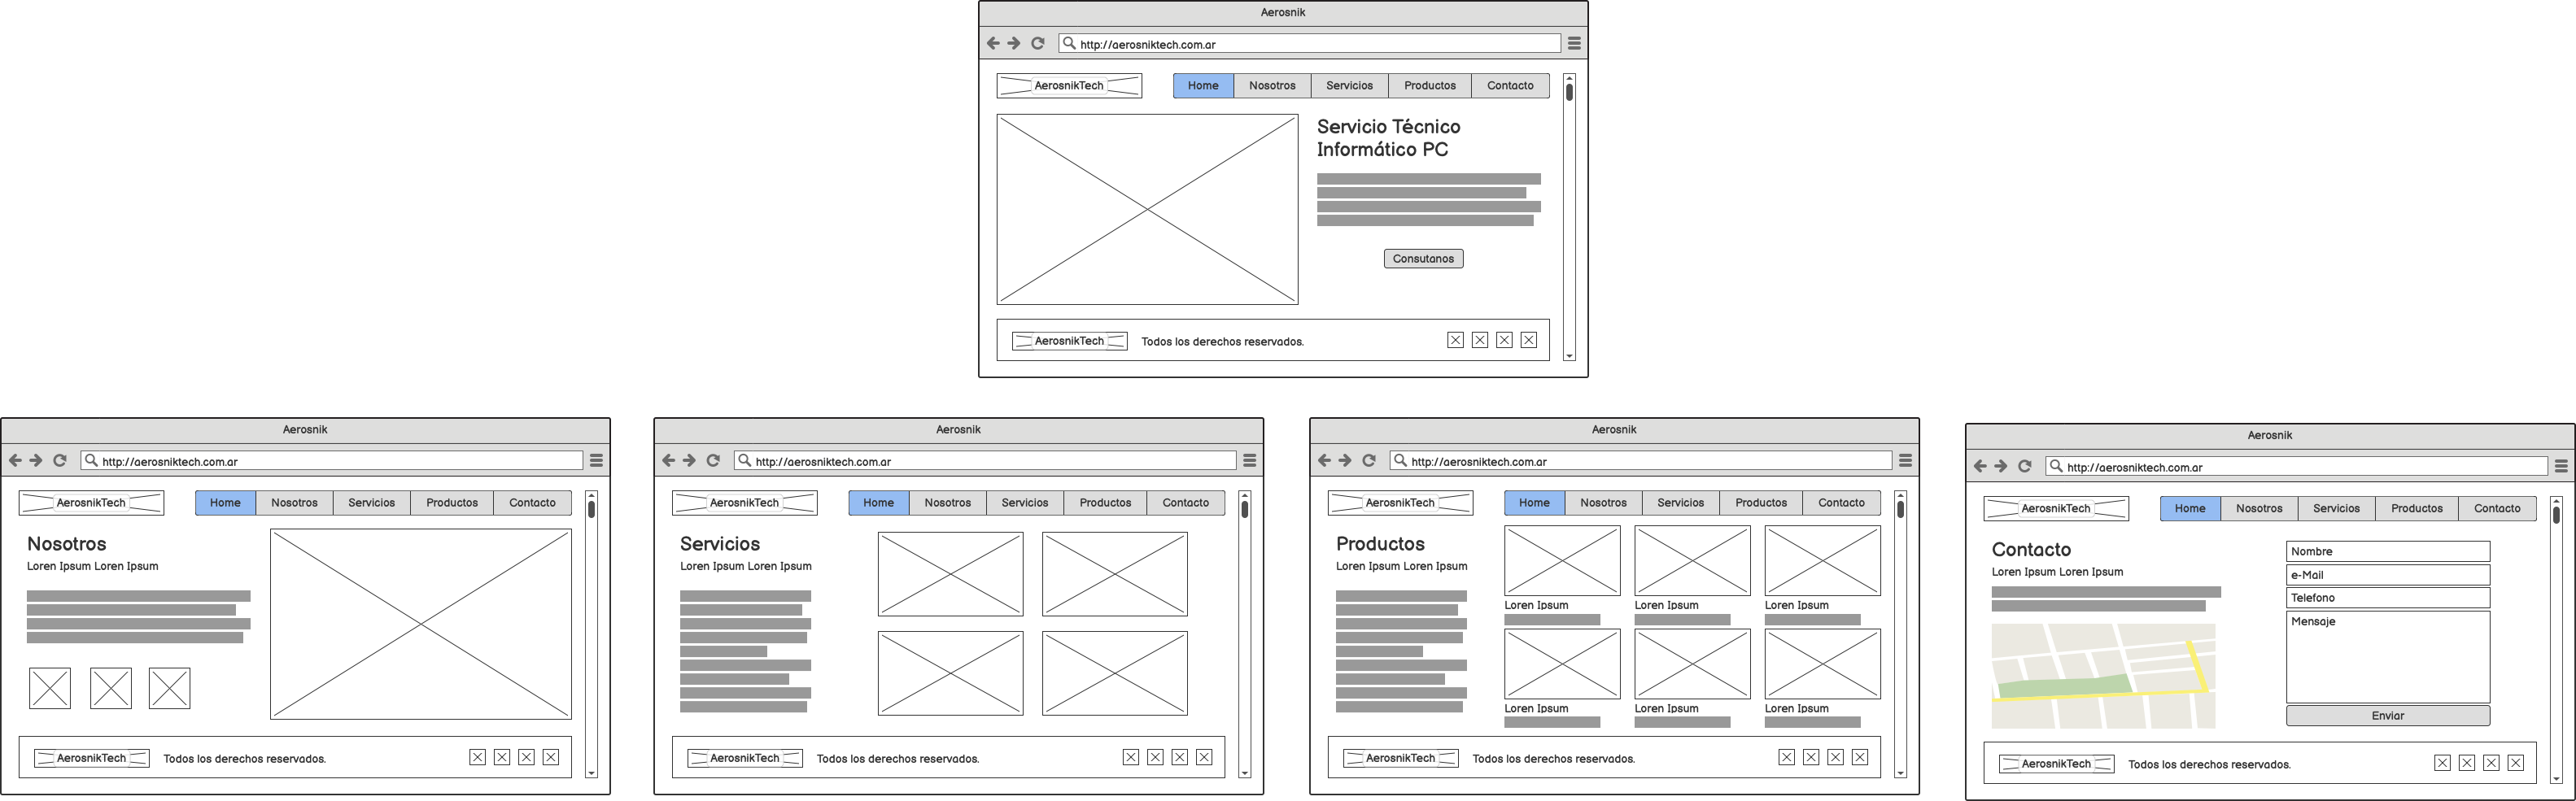 Aerosnik
http://aerosniktech.com.ar
AerosnikTech
Home Nosotros Servicios Productos Contacto
Servicio Técnico
Informático PC
Consutanos
AerosnikTech Todos los derechos reservados.
Aerosnik
http://aerosniktech.com.ar
AerosnikTech
Home Nosotros Servicios Productos Contacto
Nosotros
Loren Ipsum Loren Ipsum
AerosnikTech Todos los derechos reservados.
Aerosnik
http://aerosniktech.com.ar
AerosnikTech
Home Nosotros Servicios Productos Contacto
Servicios
Loren Ipsum Loren Ipsum
AerosnikTech Todos los derechos reservados.
Aerosnik
http://aerosniktech.com.ar
AerosnikTech
Home Nosotros Servicios Productos Contacto
Productos
Loren Ipsum Loren Ipsum
Loren Ipsum Loren Ipsum Loren Ipsum
Loren Ipsum Loren Ipsum Loren Ipsum
AerosnikTech Todos los derechos reservados.
Aerosnik
http://aerosniktech.com.ar
AerosnikTech
Home Nosotros Servicios Productos Contacto
Contacto
Loren Ipsum Loren Ipsum
Nombre
e-Mail
Telefono
Mensaje
Enviar
AerosnikTech Todos los derechos reservados.